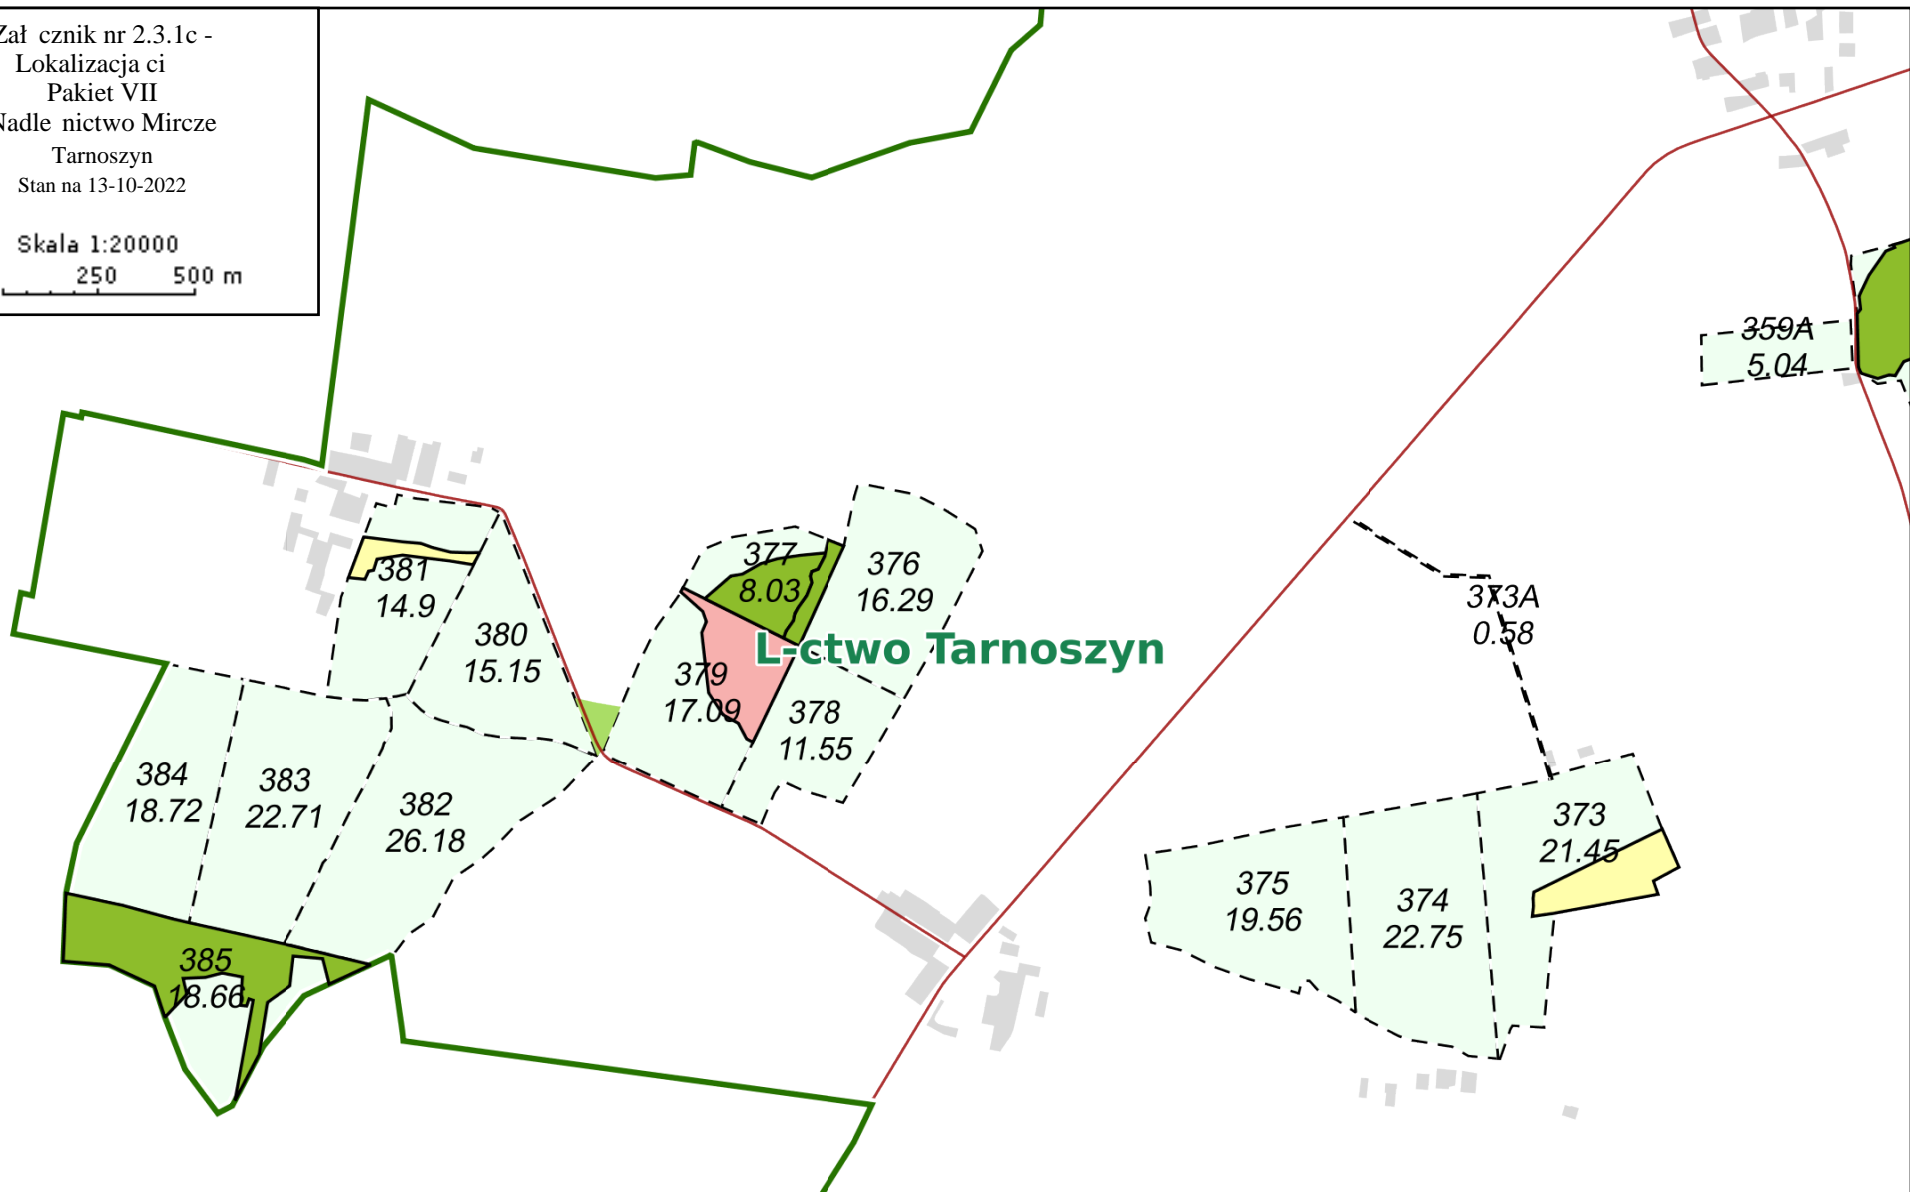 Zał cznik nr 2.3.1c -
Lokalizacja ci
Pakiet VII
Nadle nictwo Mircze
Tarnoszyn
Stan na 13-10-2022
Skala 1:20000
250 500 m
359A
5.04
377
8.03
376
16.29
381
14.9
380
15.15
373A
0.58
L-ctwo Tarnoszyn
379
17.09
378
11.55
384
18.72
383
22.71
382
26.18
373
21.45
375
19.56
374
22.75
385
18.66